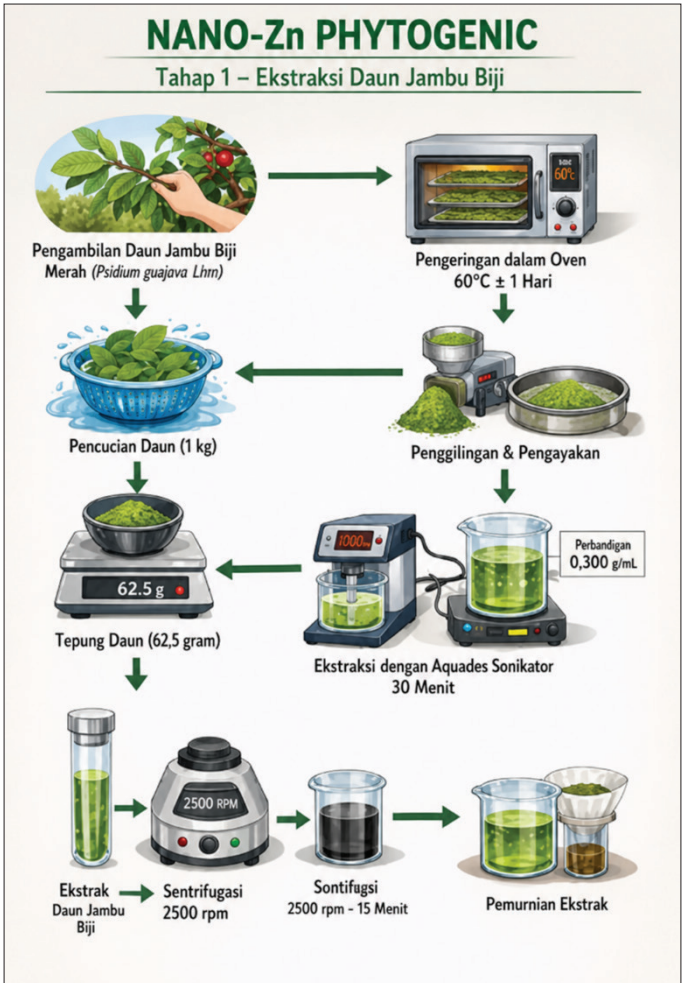 NANO-Zn PHYTOGENIC
Tahap 1 – Ekstraksi Daun Jambu Biji
Pengambilan Daun Jambu Biji
Merah (Psidium guajava Lhrn)
60°C
Pengeringan dalam Oven
60°C ± 1 Hari
Pencucian Daun (1 kg)
Penggilingan & Pengayakan
62.5 g
Tepung Daun (62,5 gram)
1000
Perbandigan
0,300 g/mL
Ekstraksi dengan Aquades Sonikator
30 Menit
2500 RPM
Ekstrak
Daun Jambu
Biji
Sentrifugasi
2500 rpm
Sontifugsi
2500 rpm - 15 Menit
Pemurnian Ekstrak